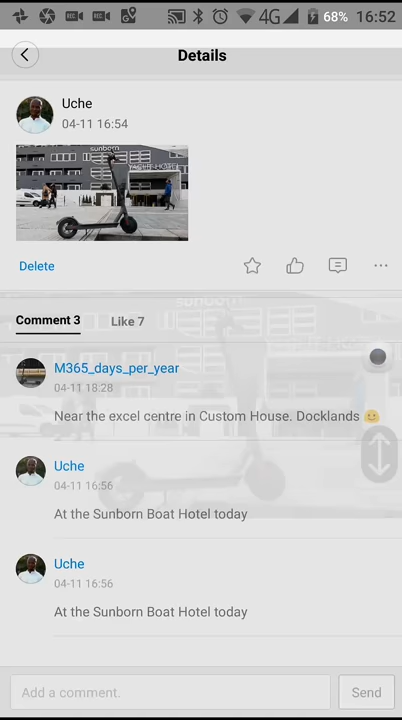 4G 68% 16:52
Details
Uche
04-11 16:54
sunborn
Delete
Comment 3
Like 7
sunborn
M365_days_per_year
04-11 18:28
Near the excel centre in Custom House. Docklands
Uche
04-11 16:56
At the Sunborn Boat Hotel today
Uche
04-11 16:56
At the Sunborn Boat Hotel today
Add a comment.
Send